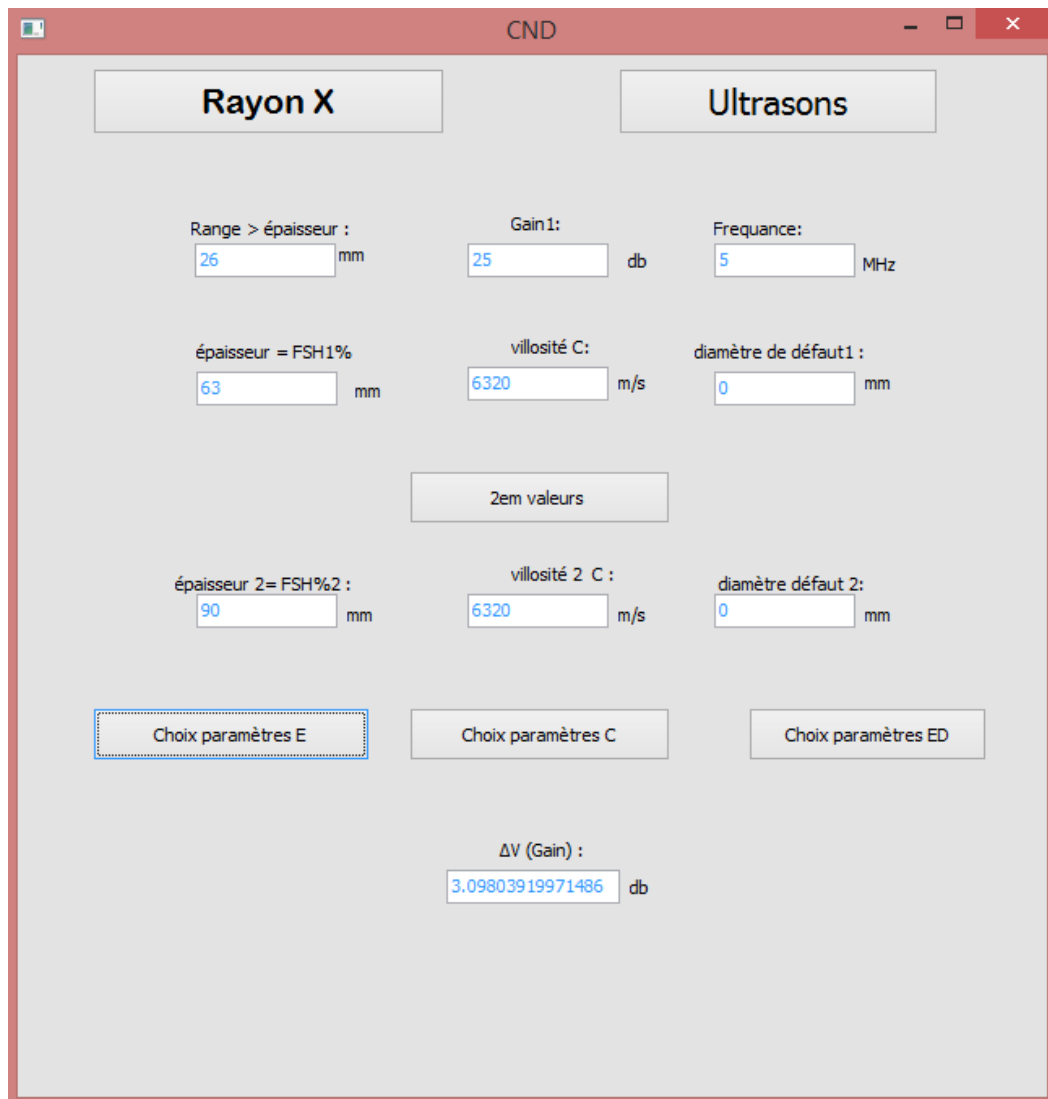 CND
Rayon X
Ultrasons
Range > épaisseur :
Gain1:
Frequance:
26
mm
25
db
5
MHz
épaisseur = FSH1%
villosité C:
diamètre de défaut1 :
63
mm
6320
m/s
0
mm
2em valeurs
épaisseur 2= FSH%2 :
villosité 2 C :
diamètre défaut 2:
90
mm
6320
m/s
0
mm
Choix paramètres E
Choix paramètres C
Choix paramètres ED
ΔV (Gain) :
3.09803919971486
db